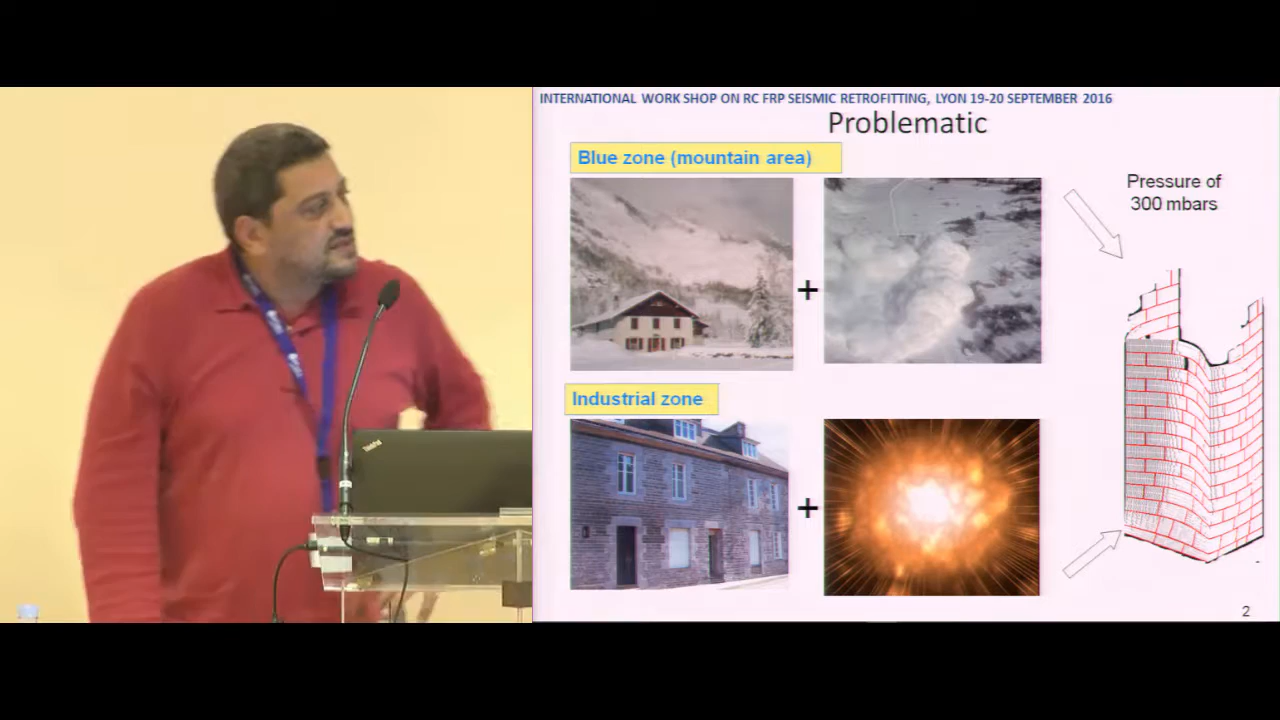 INTERNATIONAL WORK SHOP ON RC FRP SEISMIC RETROFITTING, LYON 19-20 SEPTEMBER 2016
Problematic
Blue zone (mountain area)
Pressure of
300 mbars
+
Industrial zone
+
2
ThinkPad